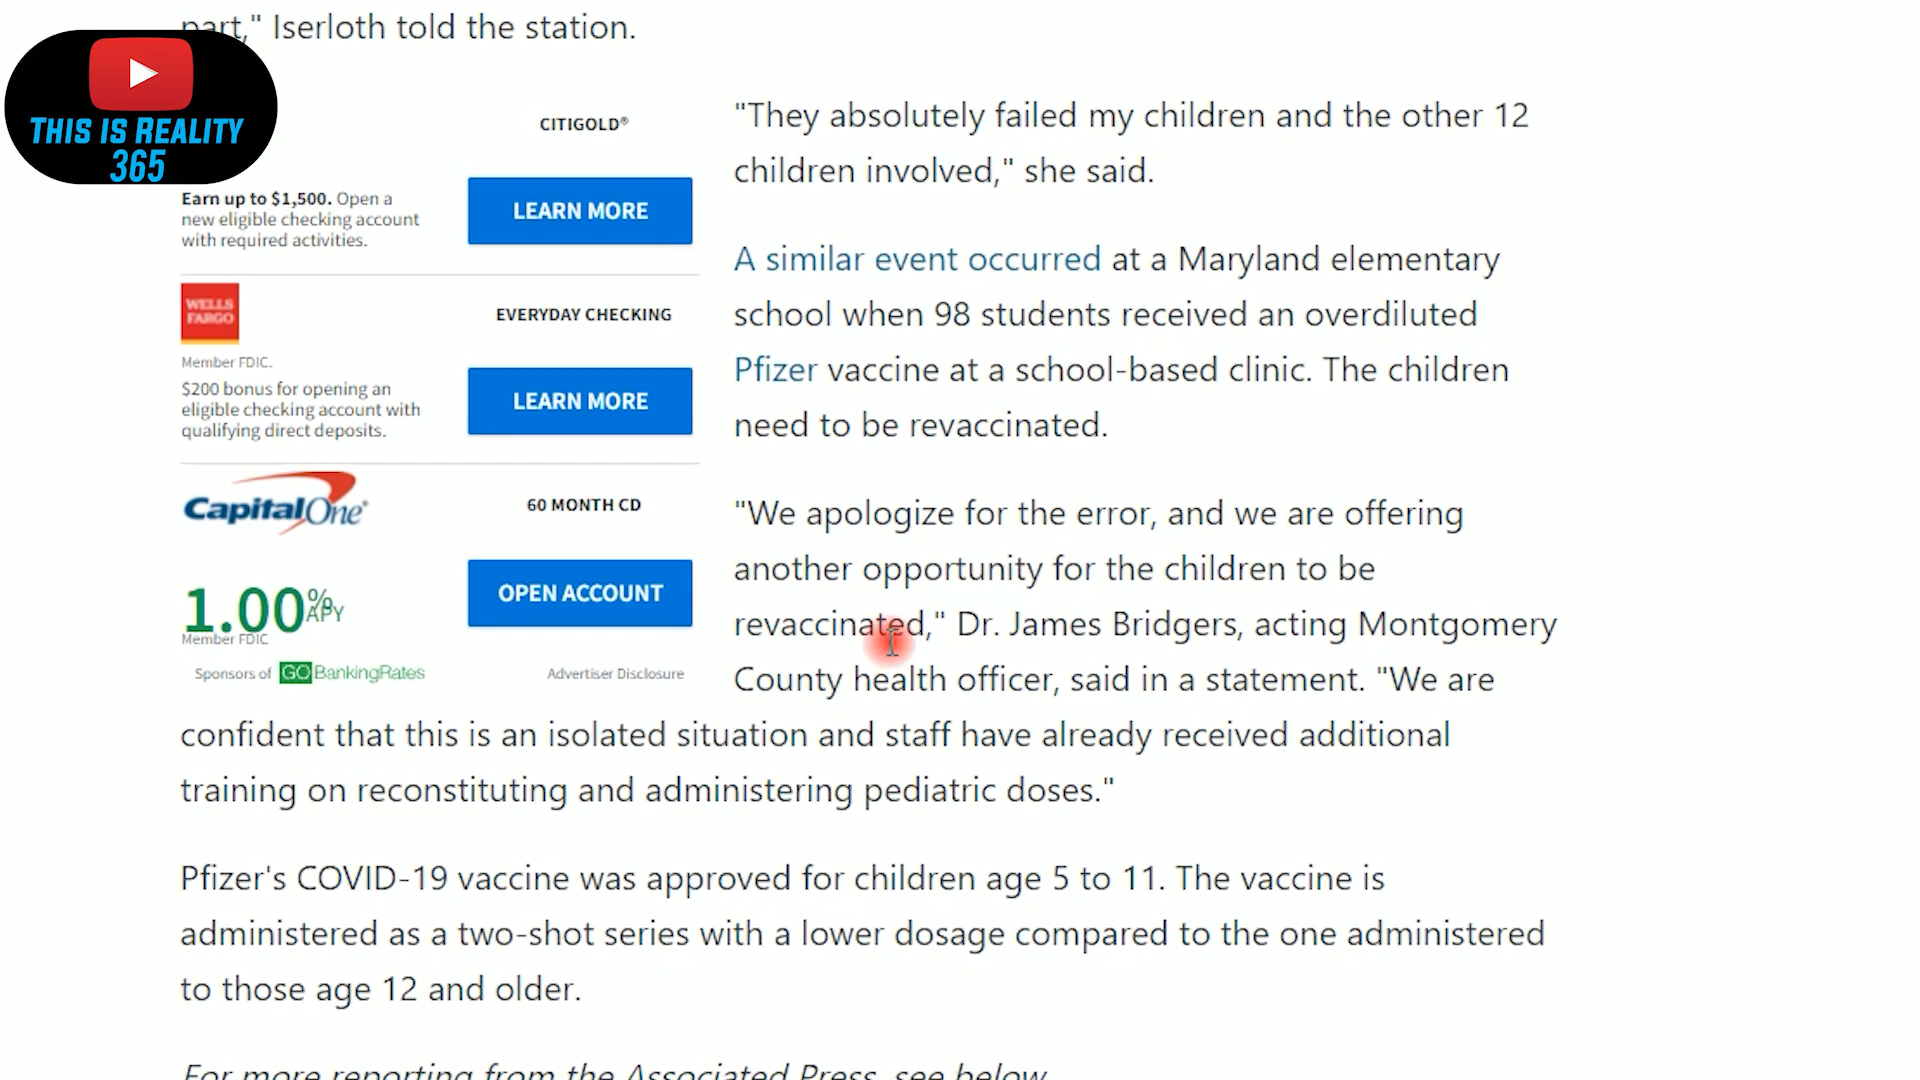 part," Iserloth told the station.
THIS IS REALITY
365
CITIGOLD®
Earn up to $1,500. Open a
new eligible checking account
with required activities.
LEARN MORE
WELLS
FARGO
EVERYDAY CHECKING
Member FDIC.
$200 bonus for opening an
eligible checking account with
qualifying direct deposits.
LEARN MORE
Capital One®
60 MONTH CD
1.00% APY
Member FDIC
OPEN ACCOUNT
Sponsors of GOBankingRates
Advertiser Disclosure
"They absolutely failed my children and the other 12
children involved," she said.
A similar event occurred at a Maryland elementary
school when 98 students received an overdiluted
Pfizer vaccine at a school-based clinic. The children
need to be revaccinated.
"We apologize for the error, and we are offering
another opportunity for the children to be
revaccinated," Dr. James Bridgers, acting Montgomery
County health officer, said in a statement. "We are
confident that this is an isolated situation and staff have already received additional
training on reconstituting and administering pediatric doses."
Pfizer's COVID-19 vaccine was approved for children age 5 to 11. The vaccine is
administered as a two-shot series with a lower dosage compared to the one administered
to those age 12 and older.
For more reporting from the Associated Press, see below.